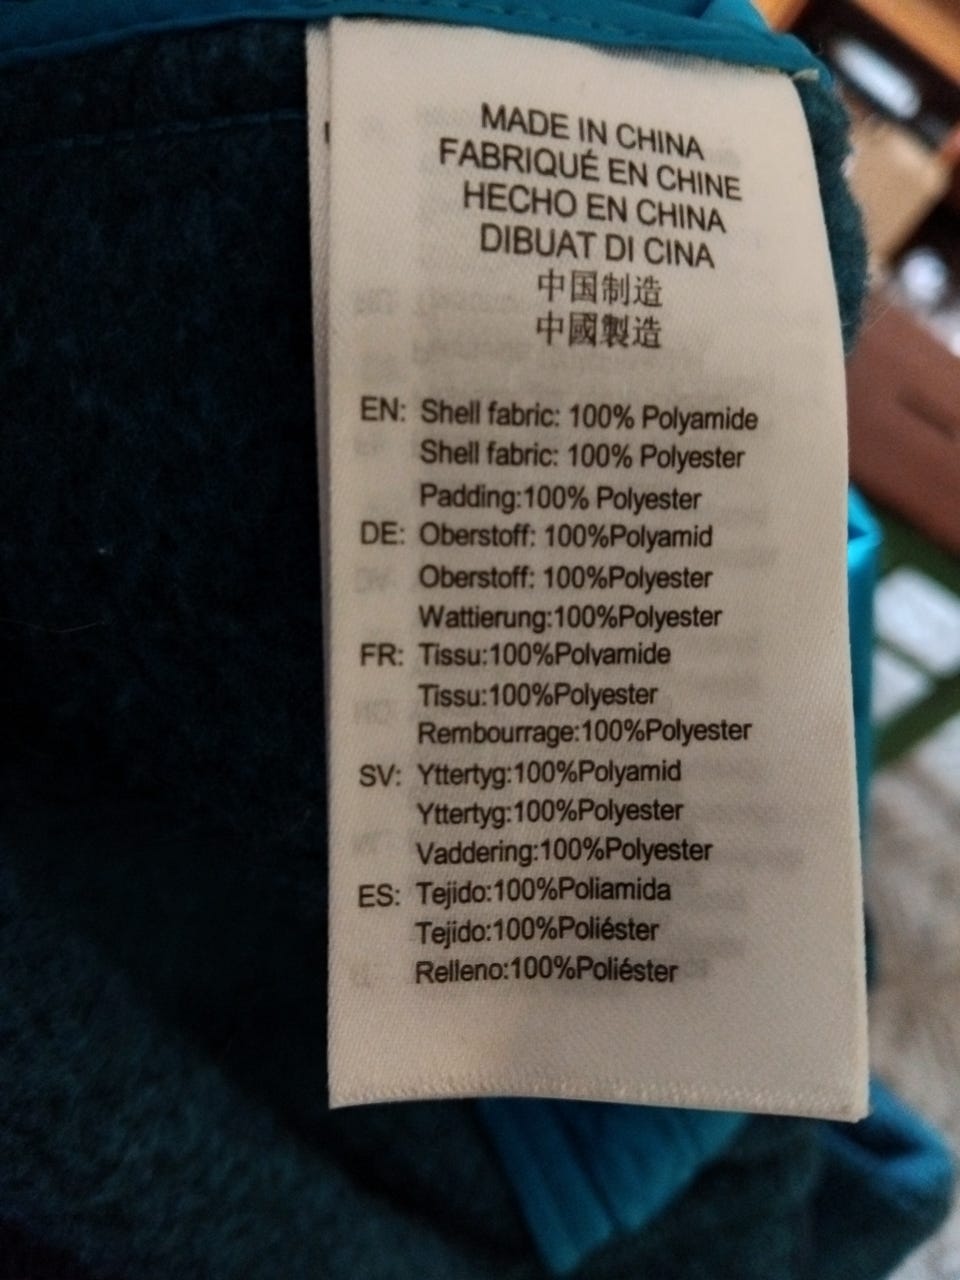 MADE IN CHINA
FABRIQUÉ EN CHINE
HECHO EN CHINA
DIBUAT DI CINA
中国制造
中國製造
EN: Shell fabric: 100% Polyamide
Shell fabric: 100% Polyester
Padding:100% Polyester
DE: Oberstoff: 100%Polyamid
Oberstoff: 100%Polyester
Wattierung:100%Polyester
FR: Tissu:100%Polyamide
Tissu:100%Polyester
Rembourrage:100%Polyester
SV: Yttertyg:100%Polyamid
Yttertyg:100%Polyester
Vaddering:100%Polyester
ES: Tejido:100%Poliamida
Tejido:100%Poliéster
Relleno:100%Poliéster